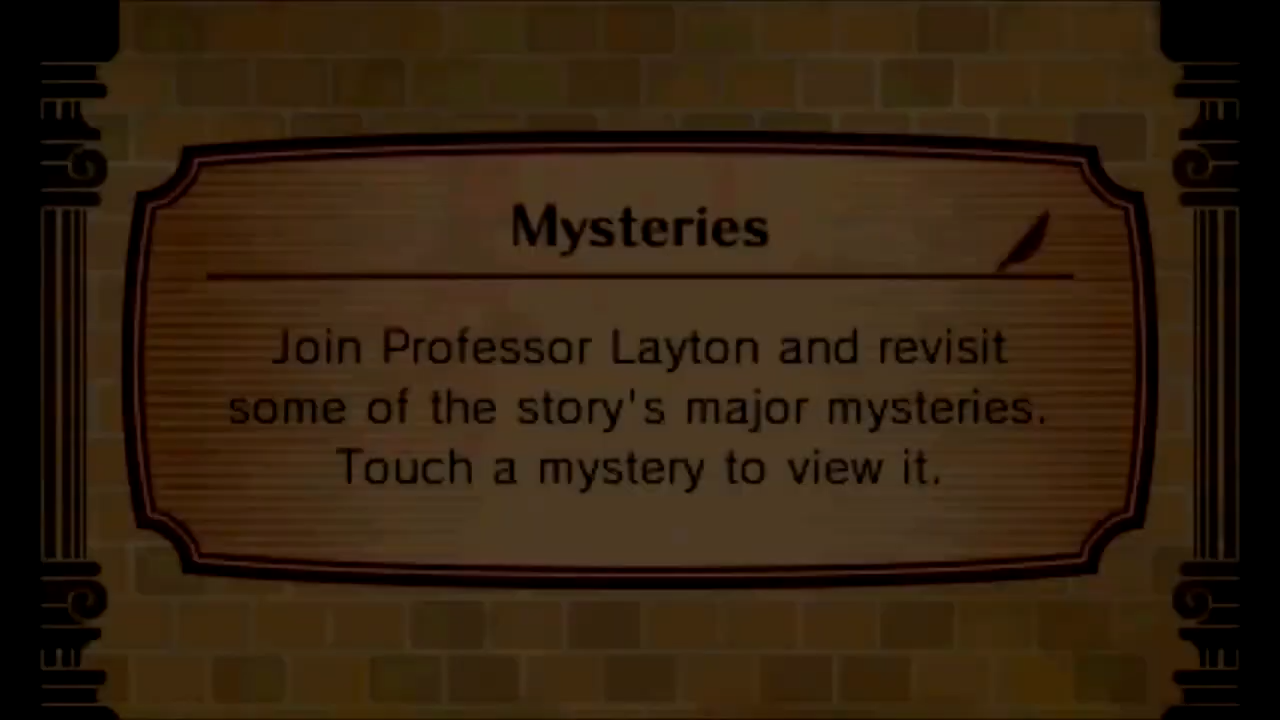 Mysteries
Join Professor Layton and revisit
some of the story's major mysteries.
Touch a mystery to view it.